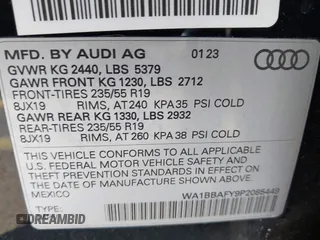 MFD. BY AUDI AG 01 23
GVWR KG 2440, LBS 5379
GAWR FRONT KG 1230, LBS 2712
FRONT-TIRES 235/55 R19
8JX19 RIMS, AT 240 KPA 35 PSI COLD
GAWR REAR KG 1330, LBS 2932
REAR-TIRES 235/55 R19
8JX19 RIMS, AT 260 KPA 38 PSI COLD
THIS VEHICLE CONFORMS TO ALL APPLICABLE
U.S. FEDERAL MOTOR VEHICLE SAFETY AND
THEFT PREVENTION STANDARDS IN EFFECT ON
THE DATE OF MANUFACTURE SHOWN ABOVE.
MEXICO WA1BBAFY9P2085449
DREAMBID